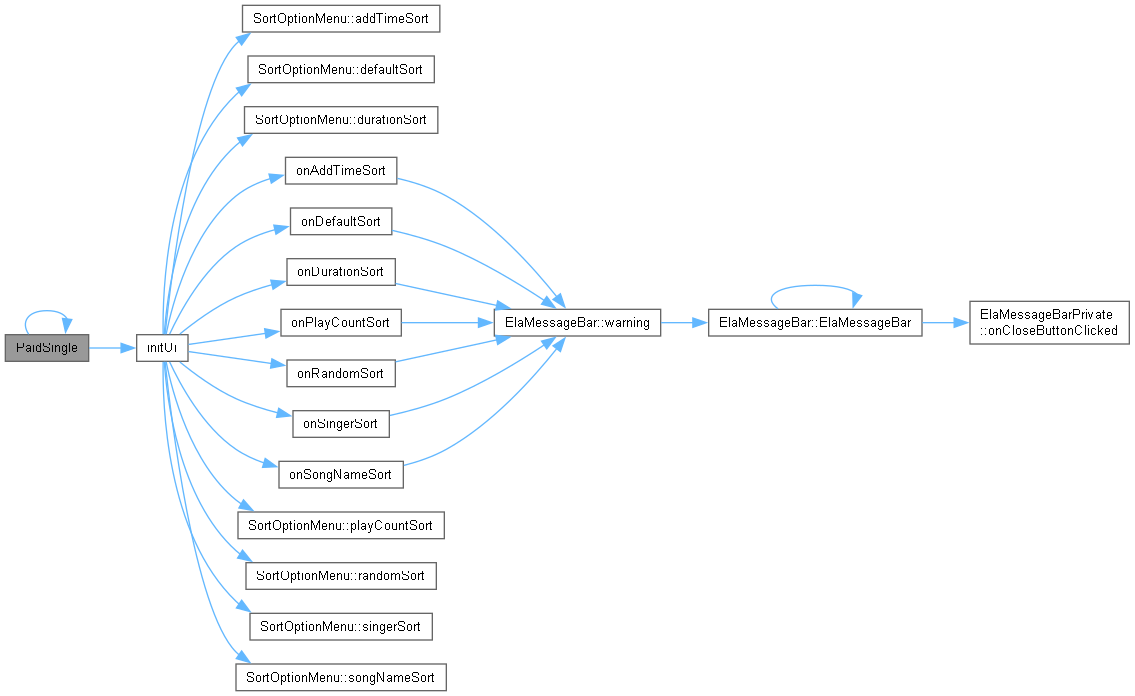 SortOptionMenu::addTimeSort
SortOptionMenu::defaultSort
SortOptionMenu::durationSort
onAddTimeSort
onDefaultSort
onDurationSort
onPlayCountSort
onRandomSort
onSingerSort
onSongNameSort
SortOptionMenu::playCountSort
SortOptionMenu::randomSort
SortOptionMenu::singerSort
SortOptionMenu::songNameSort
PaidSingle
initUi
ElaMessageBar::warning
ElaMessageBar::ElaMessageBar
ElaMessageBarPrivate
::onCloseButtonClicked